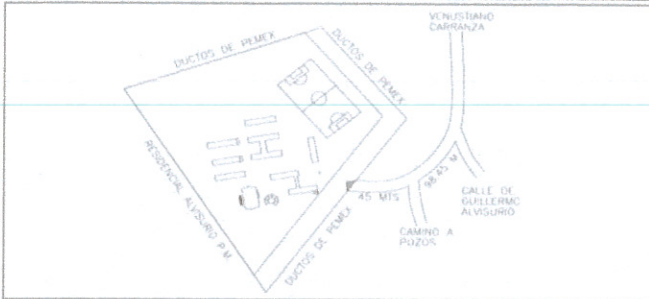 VENUSTIANO
CARRANZA
DUCTOS DE PEMEX
DUCTOS DE PEMEX
RESIDENCIAL ALVISURIO P.M.
45 MTS
98.45 M
CALLE DE
GUILLERMO
ALVISURIO
CAMINO A
POZOS
DUCTOS DE PEMEX